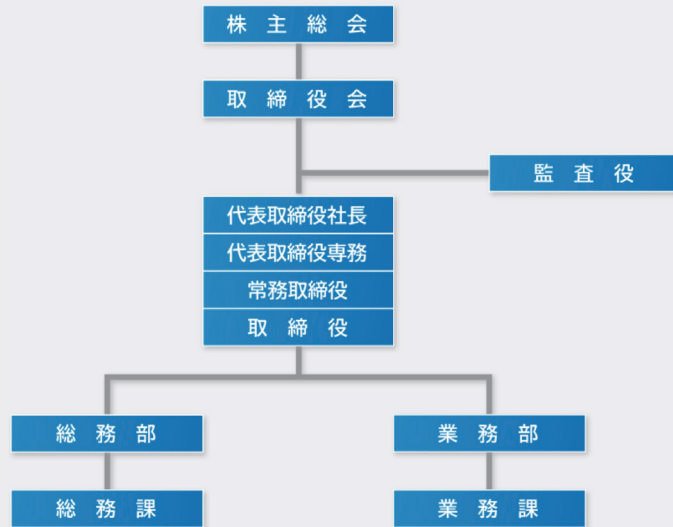 株主総会
取締役会
監査役
代表取締役社長
代表取締役専務
常務取締役
取締役
総務部
業務部
総務課
業務課